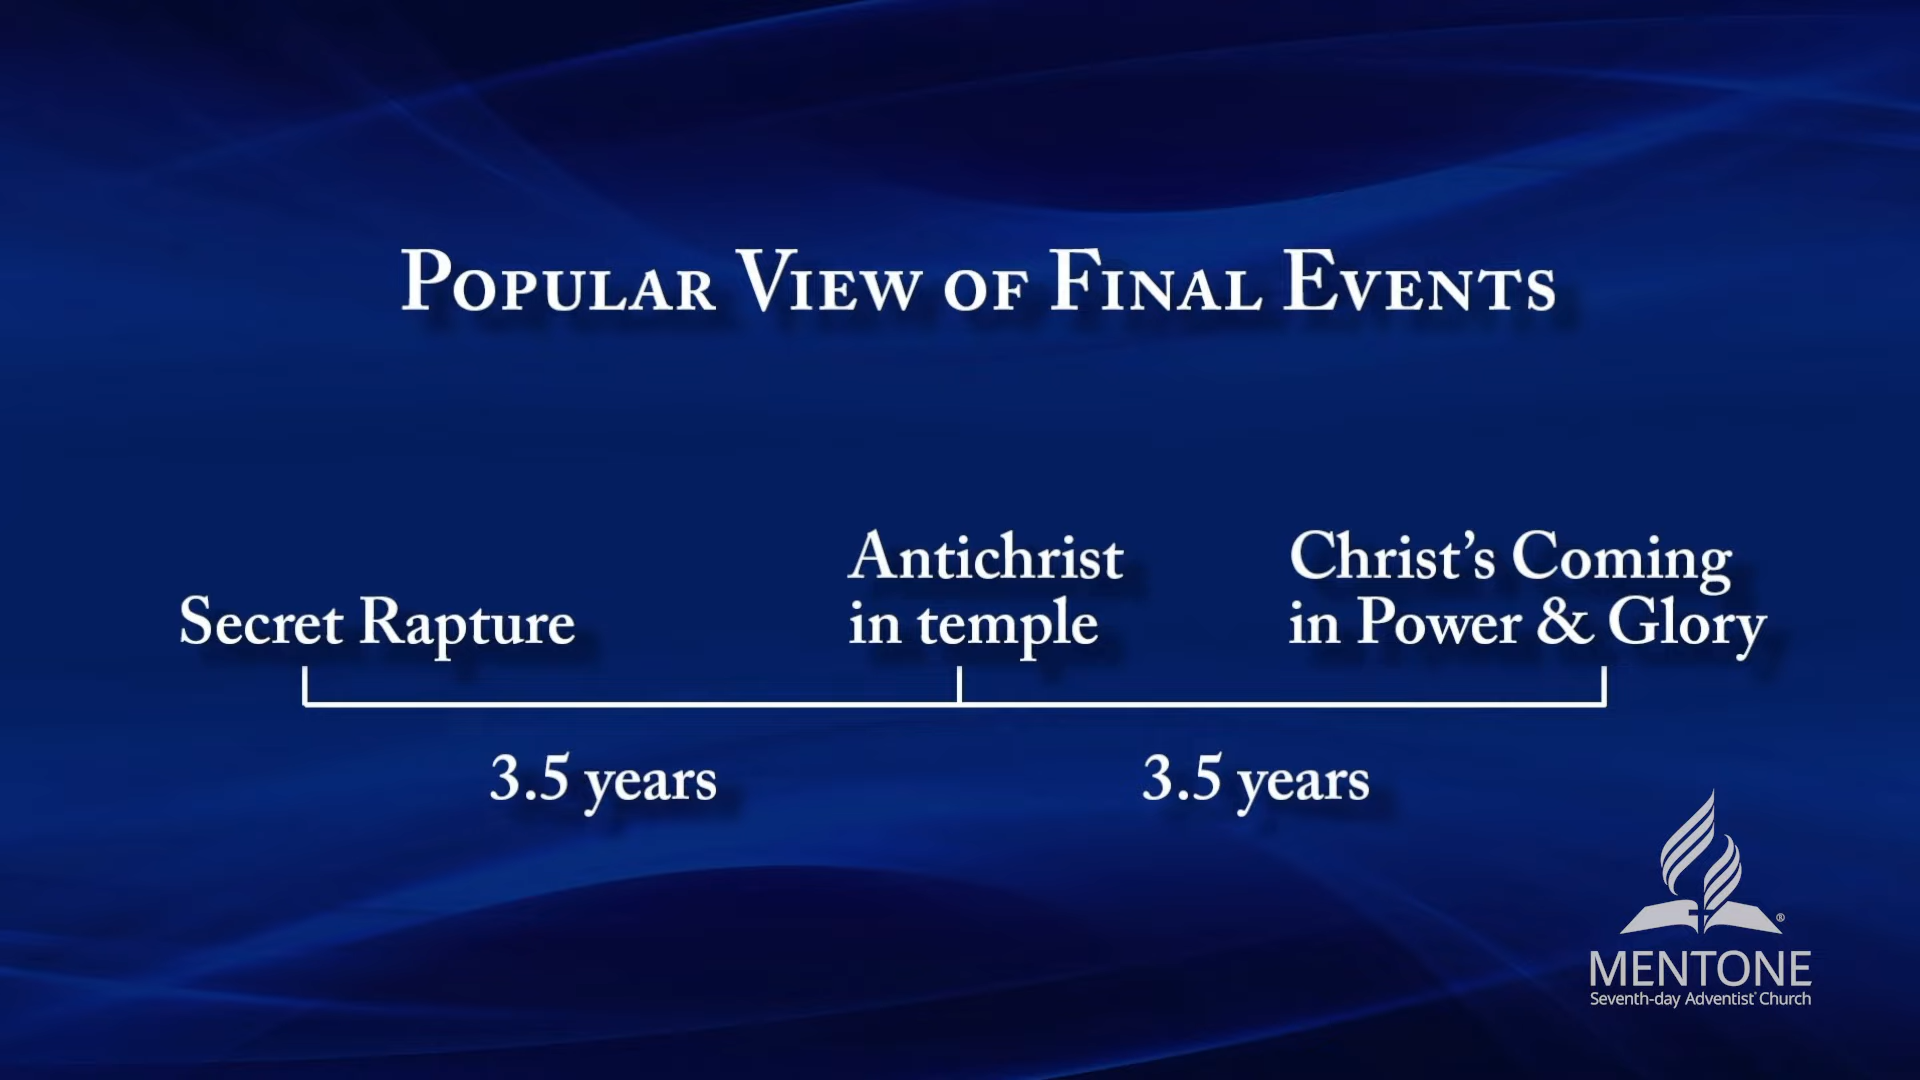 Popular View of Final Events
Secret Rapture
Antichrist
in temple
Christ’s Coming
in Power & Glory
3.5 years
3.5 years
MENTONE
Seventh-day Adventist® Church